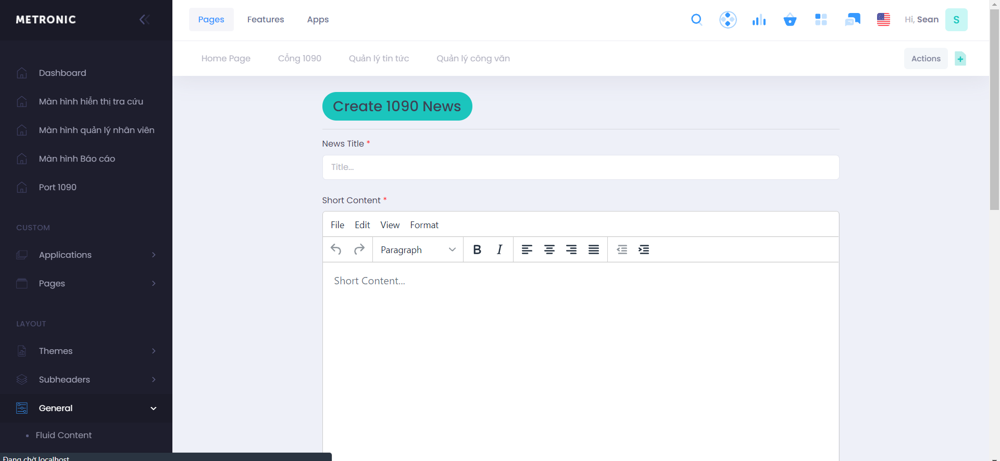 METRONIC
Pages Features Apps
Hi, Sean S
Home Page Cổng 1090 Quản lý tin tức Quản lý công văn
Actions
Dashboard
Màn hình hiển thị tra cứu
Màn hình quản lý nhân viên
Màn hình Báo cáo
Port 1090
CUSTOM
Applications
Pages
LAYOUT
Themes
Subheaders
General
Fluid Content
Create 1090 News
News Title *
Title...
Short Content *
File Edit View Format
Paragraph B I
Short Content...
Đang chờ localhost